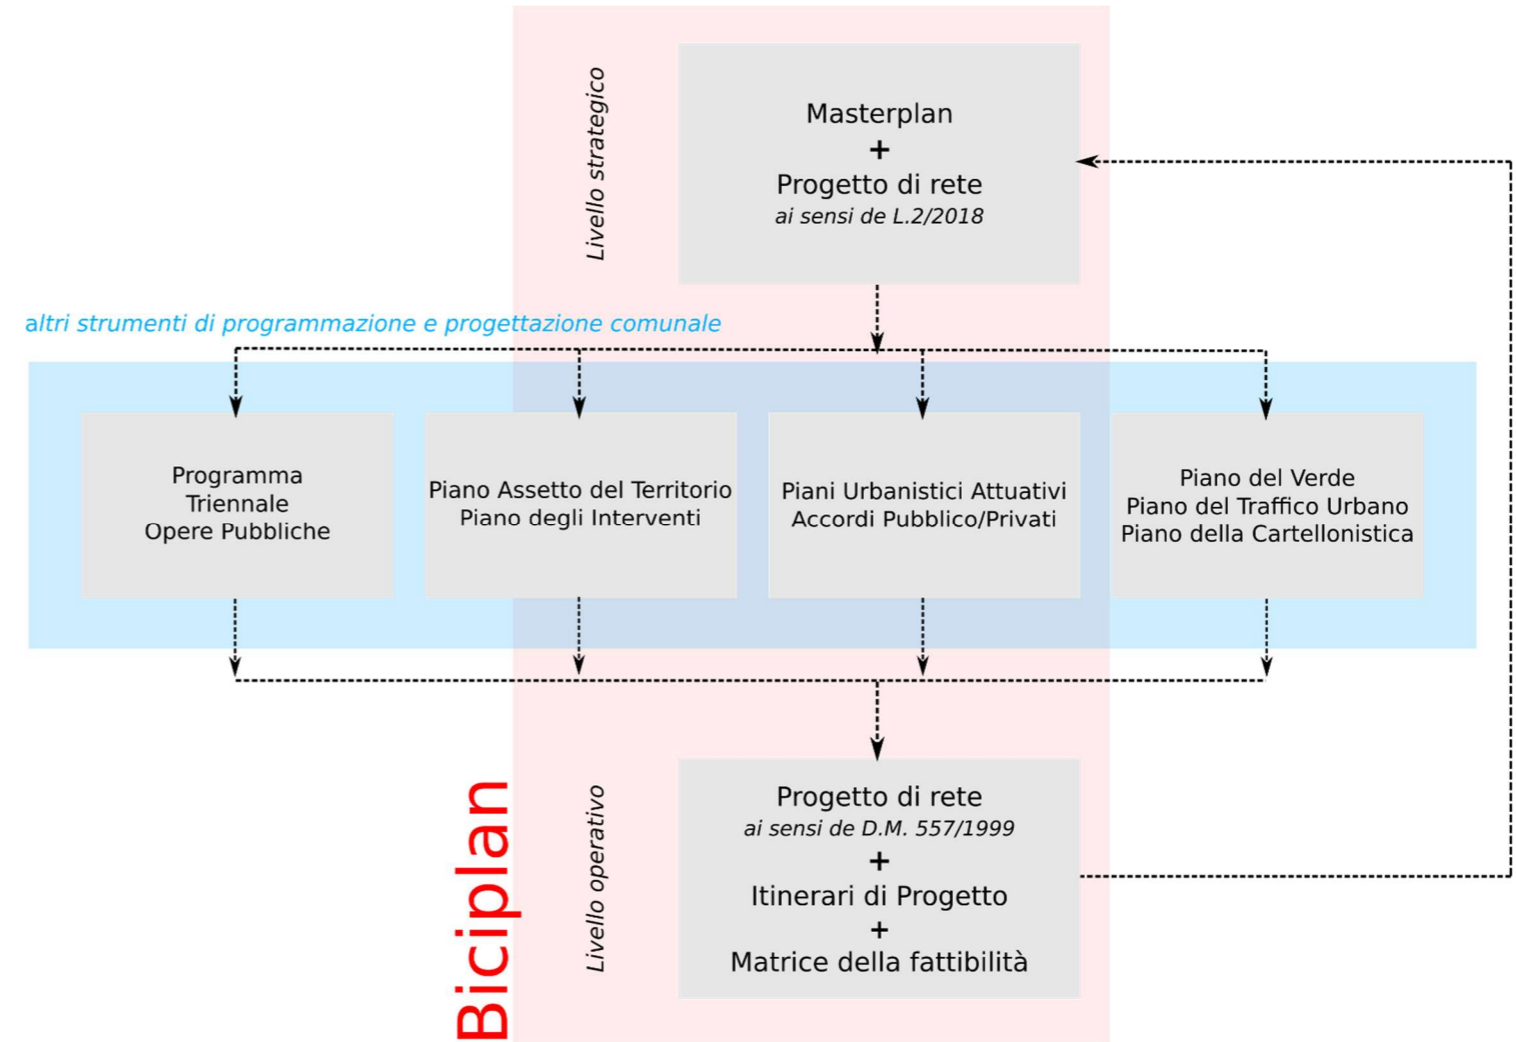 Livello strategico
Masterplan
+
Progetto di rete
ai sensi de L.2/2018
altri strumenti di programmazione e progettazione comunale
Programma
Triennale
Opere Pubbliche
Piano Assetto del Territorio
Piano degli Interventi
Piani Urbanistici Attuativi
Accordi Pubblico/Privati
Piano del Verde
Piano del Traffico Urbano
Piano della Cartellonistica
Biciplan
Livello operativo
Progetto di rete
ai sensi de D.M. 557/1999
+
Itinerari di Progetto
+
Matrice della fattibilità